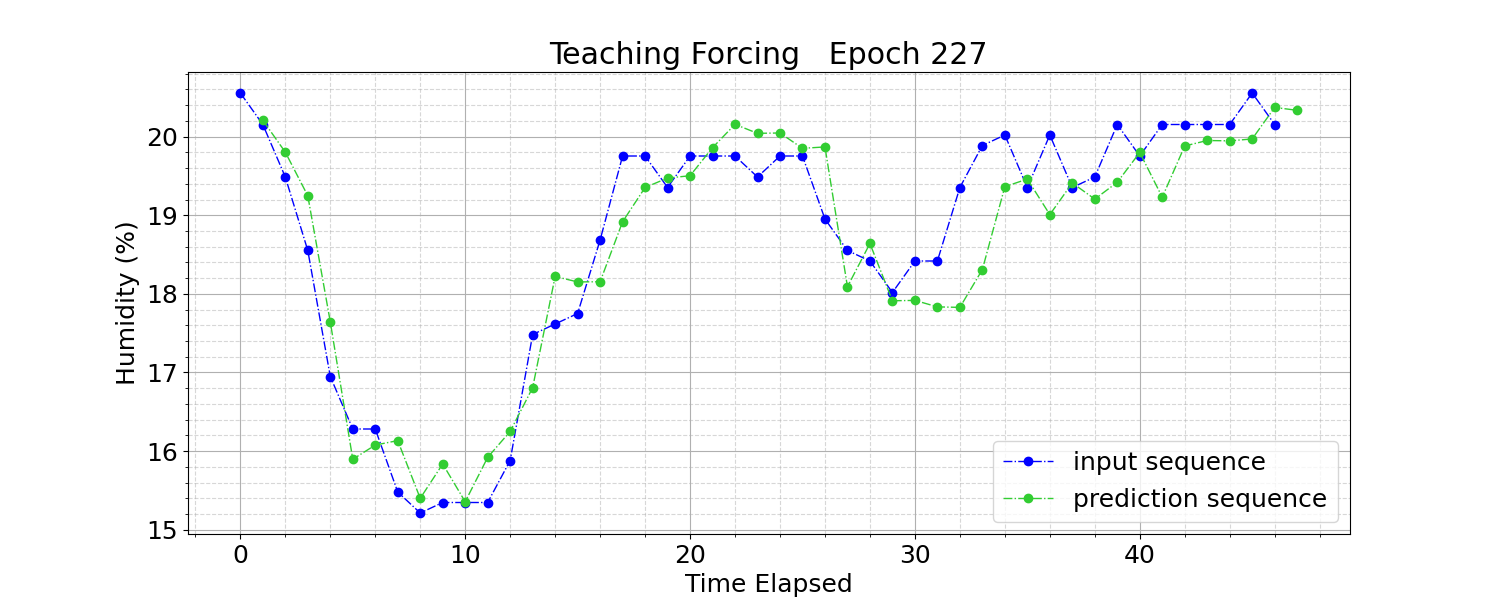 Teaching Forcing   Epoch 227
Humidity (%)
20
19
18
17
16
15
0 10 20 30 40
Time Elapsed
input sequence
prediction sequence